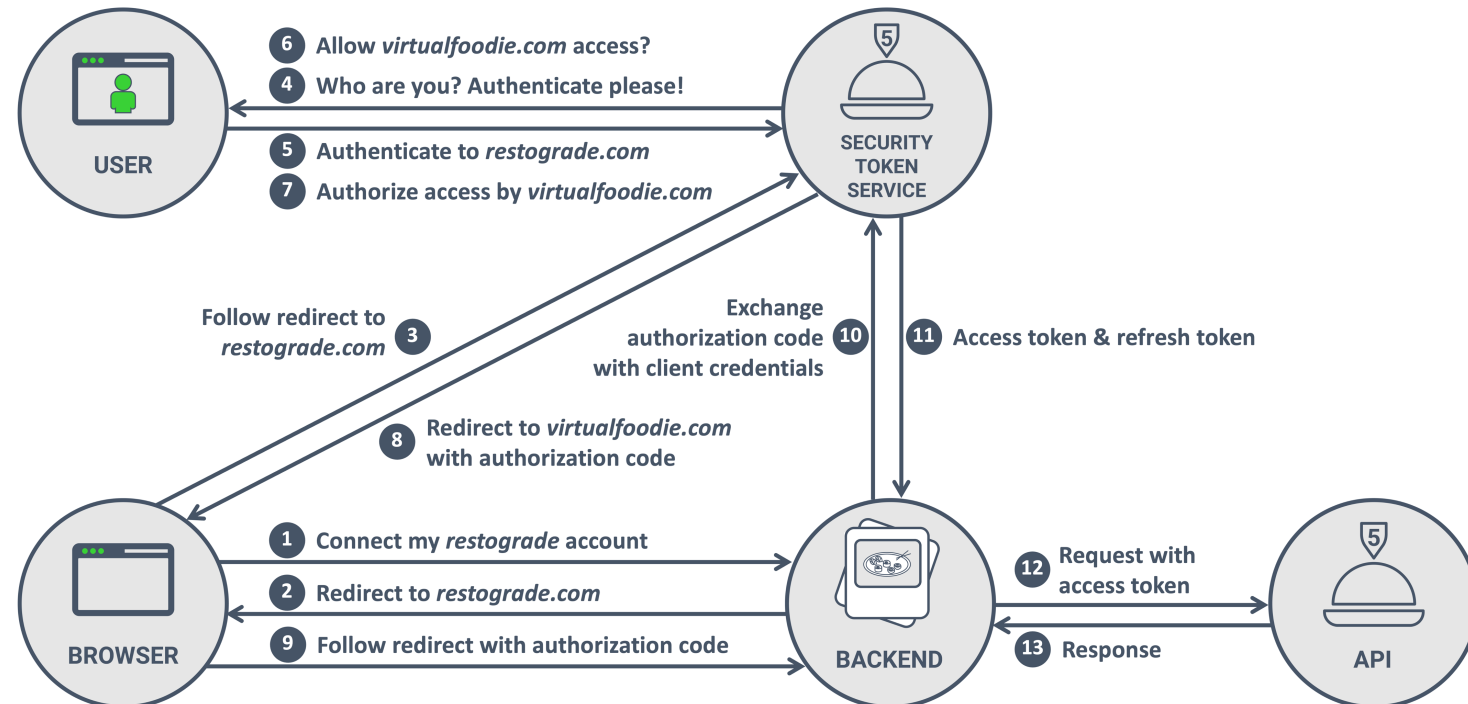 6 Allow virtualfoodie.com access?
4 Who are you? Authenticate please!
5 Authenticate to restograde.com
7 Authorize access by virtualfoodie.com
USER
5
SECURITY
TOKEN
SERVICE
Follow redirect to
restograde.com
3
8
Redirect to virtualfoodie.com
with authorization code
Exchange
authorization code
with client credentials
10
11 Access token & refresh token
1 Connect my restograde account
2 Redirect to restograde.com
9 Follow redirect with authorization code
BROWSER
BACKEND
12
Request with
access token
13 Response
5
API